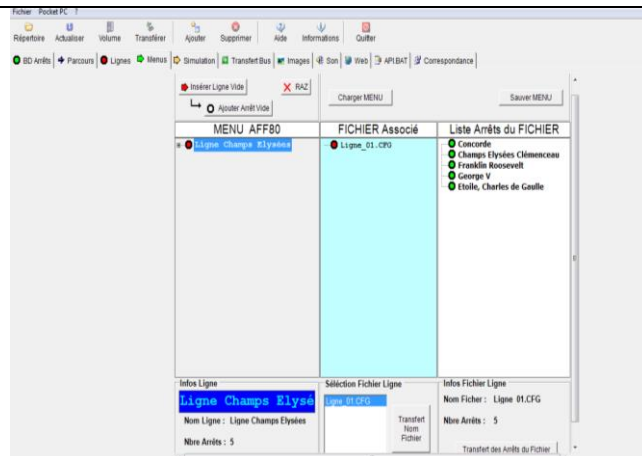 Fichier Pocket PC ?
Répertoire Actualiser Volume Transférer Ajouter Supprimer Aide Informations Quitter
BD Arrêts Parcours Lignes Menus Simulation Transfert Bus Images Son Web API.BAT Correspondance
Insérer Ligne Vide RAZ
Ajouter Arrêt Vide
Charger MENU Sauver MENU
MENU AFF80 FICHIER Associé Liste Arrêts du FICHIER
Ligne Champs Elysées Ligne_01.CFG Concorde
Champs Elysées Clémenceau
Franklin Roosevelt
George V
Etoile, Charles de Gaulle
Infos Ligne Séléction Fichier Ligne Infos Fichier Ligne
Ligne Champs Elysé Ligne_01.CFG Nom Ficher : Ligne 01.CFG
Nom Ligne : Ligne Champs Elysées Transfert Nom Fichier Nbre Arrêts : 5
Nbre Arrêts : 5 Transfert des Arrêts du Fichier